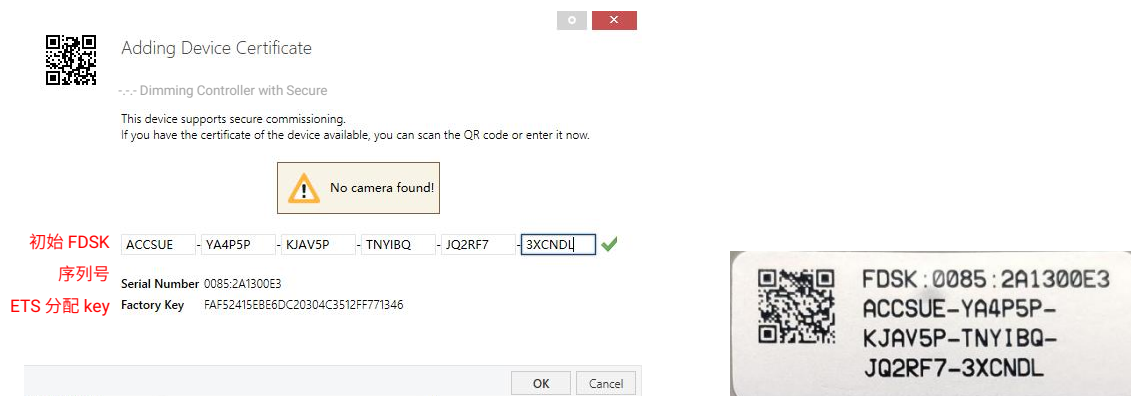 Adding Device Certificate
-.-.- Dimming Controller with Secure
This device supports secure commissioning.
If you have the certificate of the device available, you can scan the QR code or enter it now.
No camera found!
初始 FDSK ACCSUE - YA4P5P - KJAV5P - TNYIBQ - JQ2RF7 - 3XCNDL
序列号 Serial Number 0085:2A1300E3
ETS 分配 key Factory Key FAF52415EBE6DC20304C3512FF771346
OK Cancel
FDSK:0085:2A1300E3
ACCSUE-YA4P5P-
KJAV5P-TNYIBQ-
JQ2RF7-3XCNDL